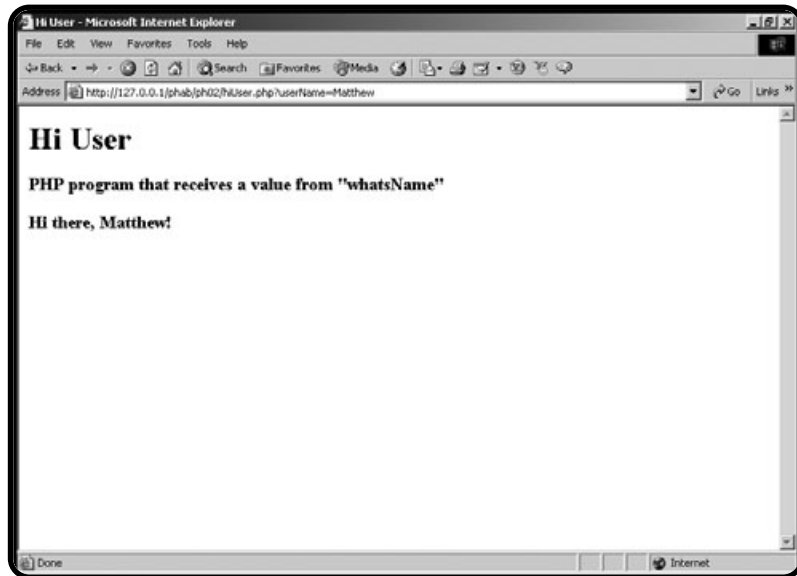 Hi User - Microsoft Internet Explorer
File Edit View Favorites Tools Help
Back Search Favorites Media
Address http://127.0.0.1/phab/ph02/hiUser.php?userName=Matthew Go Links »
Hi User
PHP program that receives a value from "whatsName"
Hi there, Matthew!
Done Internet